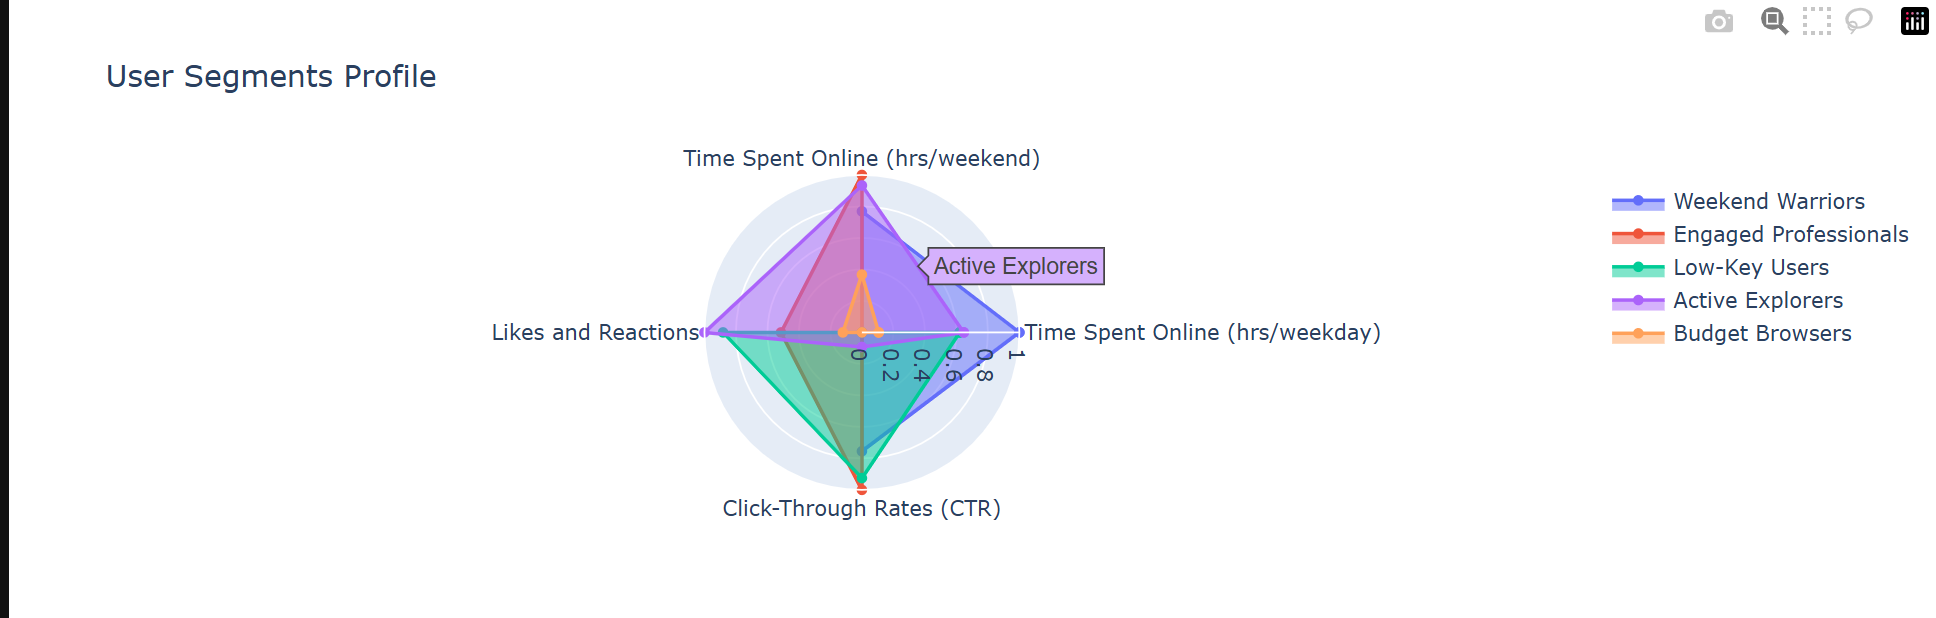 User Segments Profile
Time Spent Online (hrs/weekend)
Weekend Warriors
Engaged Professionals
Active Explorers
Low-Key Users
Active Explorers
Likes and Reactions
Time Spent Online (hrs/weekday)
Budget Browsers
0
0.2
0.4
0.6
0.8
1
Click-Through Rates (CTR)